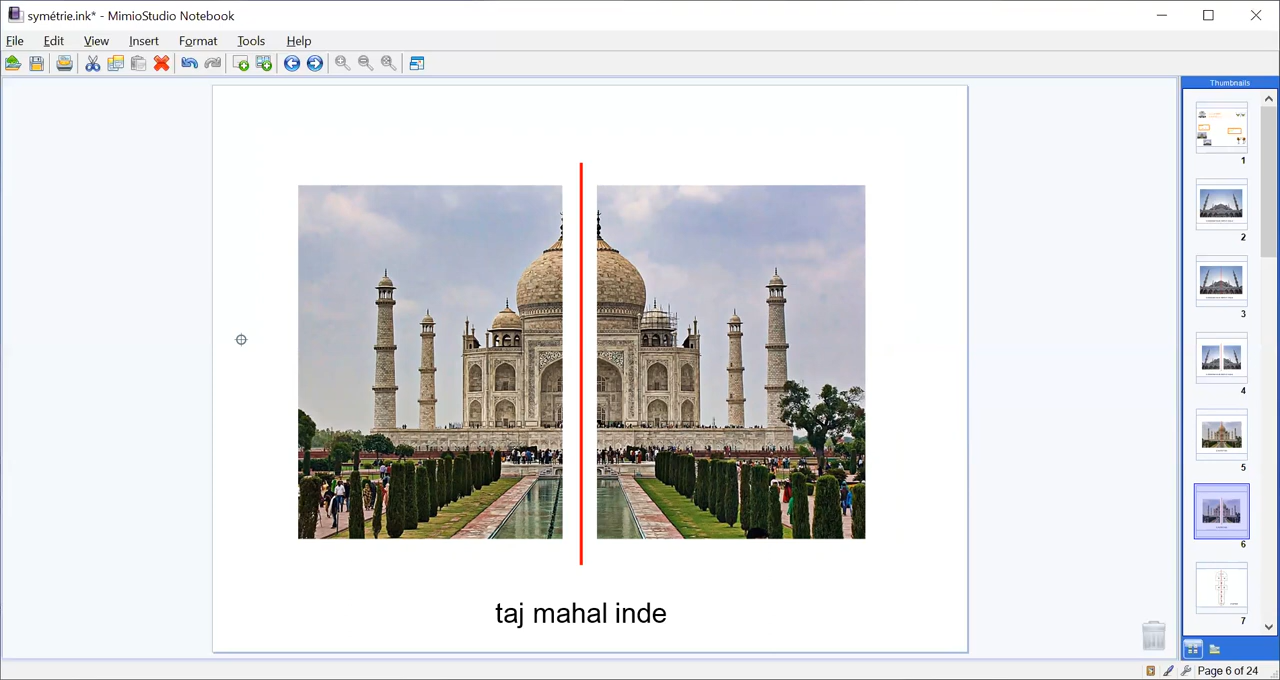 symétrie.ink* - MimioStudio Notebook
File Edit View Insert Format Tools Help
Thumbnails
1
2
3
4
5
6
7
taj mahal inde
Page 6 of 24